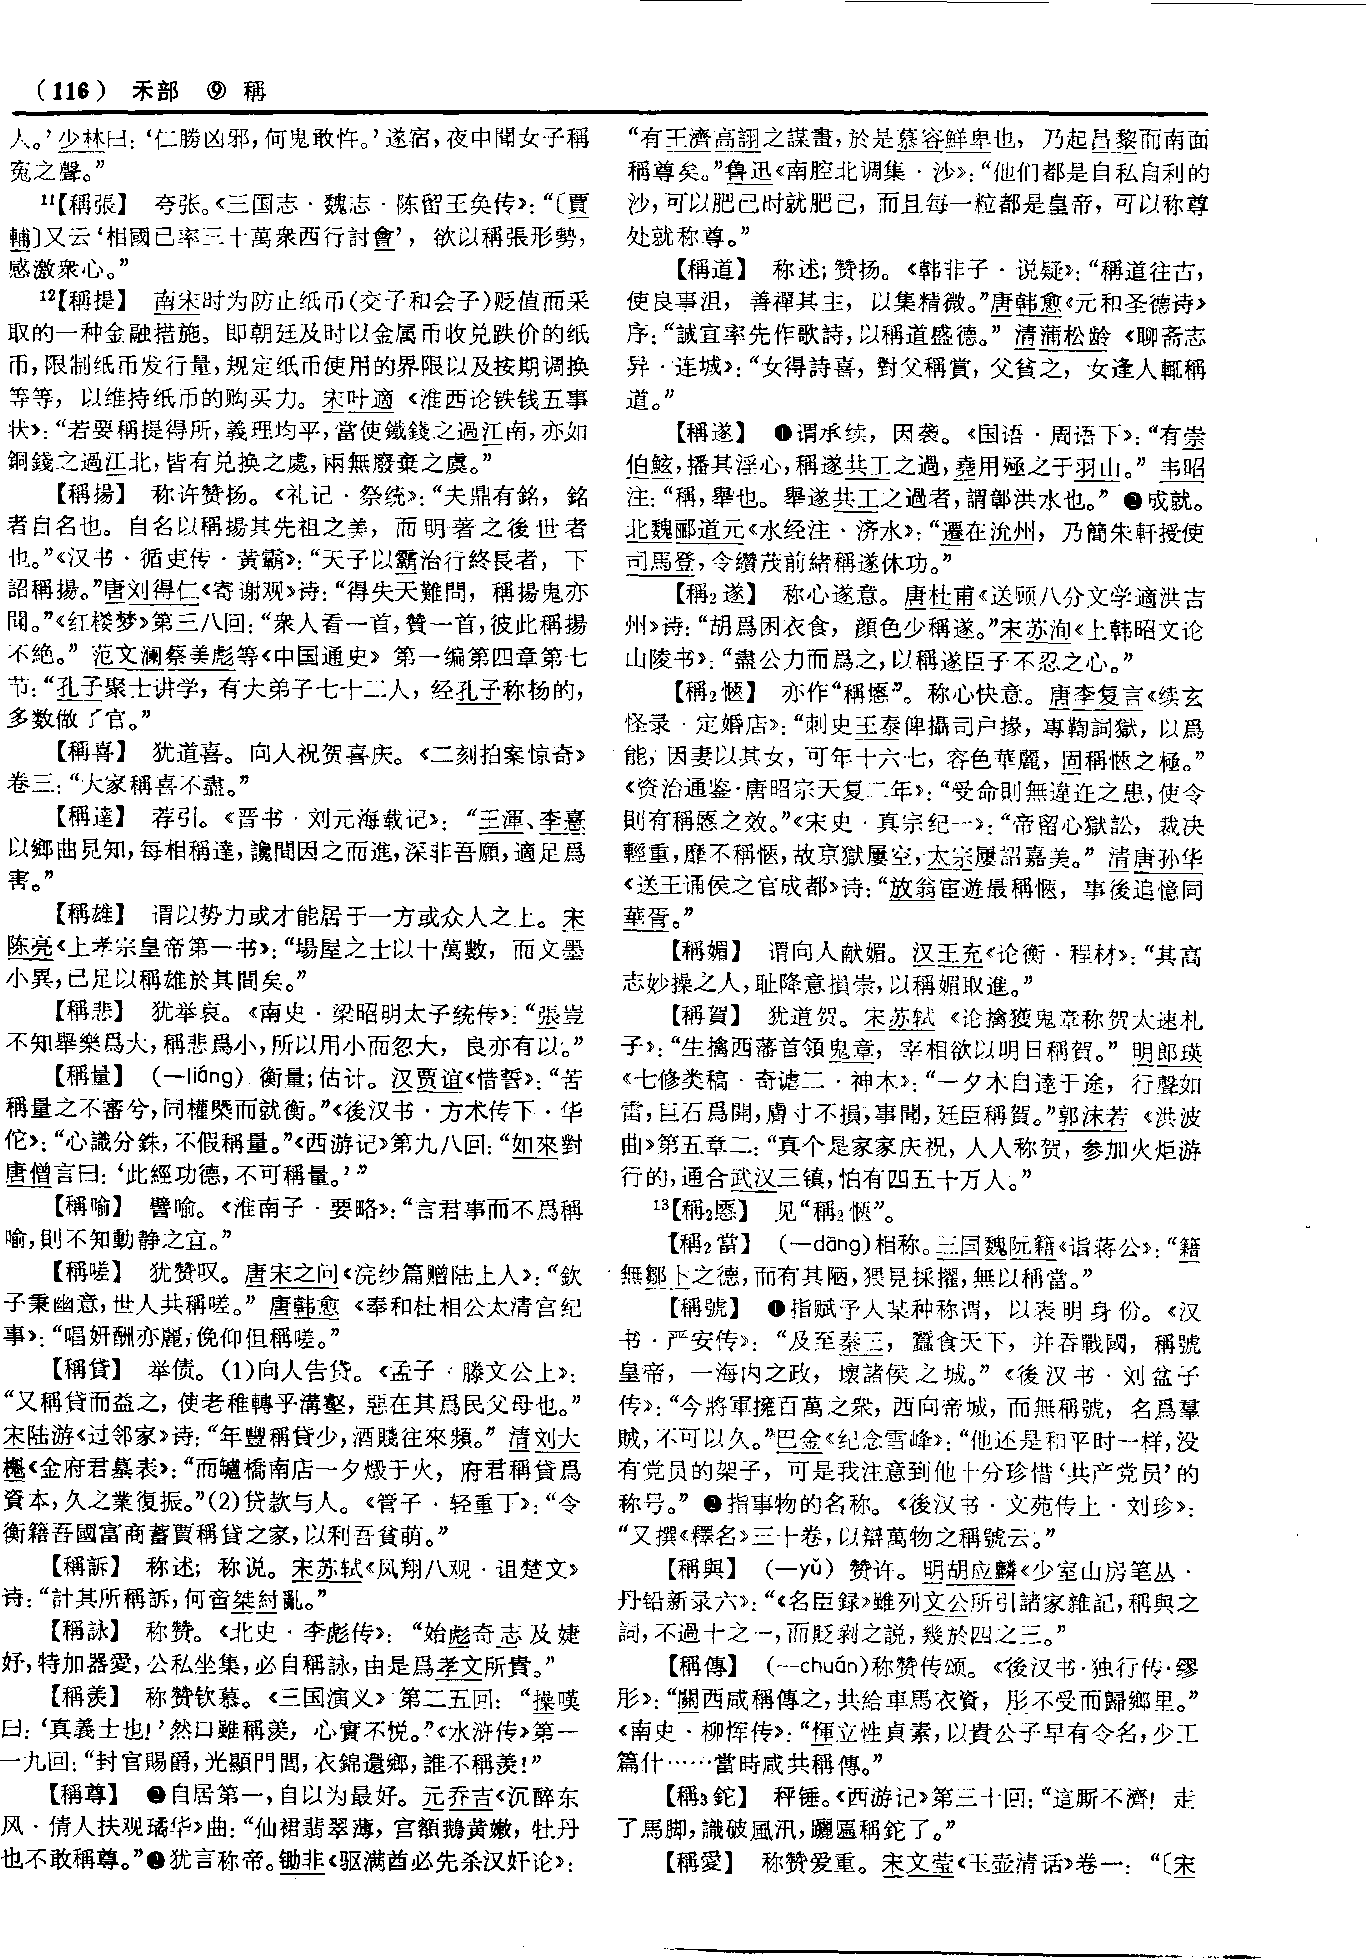 （116）　禾部　⑨　稱
人。’少林曰：‘仁勝凶邪，何鬼敢忤。’遂宿，夜中聞女子稱
寃之聲。”
11【稱張】　夸张。《三国志·魏志·陈留王奂传》：“〔賈
輔〕又云‘相國已率三十萬衆西行討會’，欲以稱張形勢，
感激衆心。”
12【稱提】　南宋时为防止纸币(交子和会子)贬值而采
取的一种金融措施。即朝廷及时以金属币收兑跌价的纸
币，限制纸币发行量，规定纸币使用的界限以及按期调换
等等，以维持纸币的购买力。宋叶適《淮西论铁钱五事
状》：“若要稱提得所，義理均平，當使鐵錢之過江南，亦如
銅錢之過江北，皆有兑换之處，兩無廢棄之虞。”
【稱揚】　称许赞扬。《礼记·祭统》：“夫鼎有銘，銘
者自名也。自名以稱揚其先祖之美，而明著之後世者
也。”《汉书·循吏传·黄霸》：“天子以霸治行終長者，下
詔稱揚。”唐刘得仁《寄谢观》诗：“得失天難問，稱揚鬼亦
聞。”《红楼梦》第三八回：“衆人看一首，贊一首，彼此稱揚
不絶。”范文澜蔡美彪等《中国通史》第一编第四章第七
节：“孔子聚士讲学，有大弟子七十二人，经孔子称扬的，
多数做了官。”
【稱喜】　犹道喜。向人祝贺喜庆。《二刻拍案惊奇》
卷三：“大家稱喜不盡。”
【稱達】　荐引。《晋书·刘元海载记》：“王渾、李憙
以鄉曲見知，每相稱達，讒間因之而進，深非吾願，適足爲
害。”
【稱雄】　谓以势力或才能居于一方或众人之上。宋
陈亮《上孝宗皇帝第一书》：“場屋之士以十萬數，而文墨
小異，已足以稱雄於其間矣。”
【稱悲】　犹举哀。《南史·梁昭明太子统传》：“張豈
不知舉樂爲大，稱悲爲小，所以用小而忽大，良亦有以。”
【稱量】　(—liáng)衡量；估计。汉贾谊《惜誓》：“苦
稱量之不審兮，同權槩而就衡。”《後汉书·方术传下·华
佗》：“心識分銖，不假稱量。”《西游记》第九八回：“如來對
唐僧言曰：‘此經功德，不可稱量。’”
【稱喻】　譬喻。《淮南子·要略》：“言君事而不爲稱
喻，則不知動静之宜。”
【稱嗟】　犹赞叹。唐宋之问《浣纱篇赠陆上人》：“欽
子秉幽意，世人共稱嗟。”唐韩愈《奉和杜相公太清宫纪
事》：“唱妍酬亦麗，俛仰但稱嗟。”
【稱貸】　举债。(1)向人告贷。《孟子·滕文公上》：
“又稱貸而益之，使老稚轉乎溝壑，惡在其爲民父母也。”
宋陆游《过邻家》诗：“年豐稱貸少，酒賤往來頻。”清刘大
櫆《金府君墓表》：“而罏橋南店一夕燬于火，府君稱貸爲
資本，久之業復振。”(2)贷款与人。《管子·轻重丁》：“令
衡籍吾國富商蓄賈稱貸之家，以利吾貧萌。”
【稱訴】　称述；称说。宋苏轼《凤翔八观·诅楚文》
诗：“計其所稱訴，何啻桀紂亂。”
【稱詠】　称赞。《北史·李彪传》：“始彪奇志及婕
妤，特加器愛，公私坐集，必自稱詠，由是爲孝文所貴。”
【稱羡】　称赞钦慕。《三国演义》第二五回：“操嘆
曰：‘真義士也！’然口雖稱羡，心實不悦。”《水浒传》第一
一九回：“封官賜爵，光顯門閭，衣錦還鄉，誰不稱羡！”
【稱尊】　❶自居第一，自以为最好。元乔吉《沉醉东
风·倩人扶观璚华》曲：“仙裙翡翠薄，宫額鵝黄嫩，牡丹
也不敢稱尊。”❷犹言称帝。锄非《驱满酋必先杀汉奸论》：
“有王濟高詡之謀畫，於是慕容鮮卑也，乃起昌黎而南面
稱尊矣。”鲁迅《南腔北调集·沙》：“他们都是自私自利的
沙，可以肥己时就肥己，而且每一粒都是皇帝，可以称尊
处就称尊。”
【稱道】　称述；赞扬。《韩非子·说疑》：“稱道往古，
使良事沮，善禪其主，以集精微。”唐韩愈《元和圣德诗》
序：“誠宜率先作歌詩，以稱道盛德。”清蒲松龄《聊斋志
异·连城》：“女得詩喜，對父稱賞，父貧之，女逢人輒稱
道。”
【稱遂】　❶谓承续，因袭。《国语·周语下》：“有崇
伯鮌，播其淫心，稱遂共工之過，堯用殛之于羽山。”韦昭
注：“稱，舉也。舉遂共工之過者，謂鄣洪水也。”❷成就。
北魏郦道元《水经注·济水》：“遷在沇州，乃簡朱軒授使
司馬登，令纘茂前緒稱遂休功。”
【稱2遂】　称心遂意。唐杜甫《送顾八分文学適洪吉
州》诗：“胡爲困衣食，顔色少稱遂。”宋苏洵《上韩昭文论
山陵书》：“盡公力而爲之，以稱遂臣子不忍之心。”
【稱2愜】　亦作“稱慝”。称心快意。唐李复言《续玄
怪录·定婚店》：“刺史王泰俾攝司户掾，專鞫詞獄，以爲
能，因妻以其女，可年十六七，容色華麗，固稱愜之極。”
《资治通鉴·唐昭宗天复二年》：“受命則無違迕之患，使令
則有稱愿之效。”《宋史·真宗纪一》：“帝留心獄訟，裁决
輕重，靡不稱愜，故京獄屢空，太宗屢詔嘉美。”清唐孙华
《送王诵侯之官成都》诗：“放翁宦遊最稱愜，事後追憶同
華胥。”
【稱媚】　谓向人献媚。汉王充《论衡·程材》：“其高
志妙操之人，耻降意損崇，以稱媚取進。”
【稱賀】　犹道贺。宋苏轼《论擒獲鬼章称贺太速札
子》：“生擒西蕃首領鬼章，宰相欲以明日稱賀。”明郎瑛
《七修类稿·奇谑二·神木》：“一夕木自達于途，行聲如
雷，巨石爲開，膚寸不損，事聞，廷臣稱賀。”郭沫若《洪波
曲》第五章二：“真个是家家庆祝，人人称贺，参加火炬游
行的，通合武汉三镇，怕有四五十万人。”
13【稱2愿】　见“稱2愜”。
【稱2當】　(—dāng)相称。三国魏阮籍《诣蒋公》：“籍
無鄒卜之德，而有其陋，猥見採擢，無以稱當。”
【稱號】　❶指赋予人某种称谓，以表明身份。《汉
书·严安传》：“及至秦王，蠶食天下，并吞戰國，稱號
皇帝，一海内之政，壞諸侯之城。”《後汉书·刘盆子
传》：“今將軍擁百萬之衆，西向帝城，而無稱號，名爲羣
賊，不可以久。”巴金《纪念雪峰》：“他还是和平时一样，没
有党员的架子，可是我注意到他十分珍惜‘共产党员’的
称号。”❷指事物的名称。《後汉书·文苑传上·刘珍》：
“又撰《釋名》三十卷，以辯萬物之稱號云。”
【稱與】　(—yǔ)赞许。明胡应麟《少室山房笔丛·
丹铅新录六》：“《名臣録》雖列文公所引諸家雜記，稱與之
詞，不過十之一，而貶剥之説，幾於四之三。”
【稱傳】　(—chuán)称赞传颂。《後汉书·独行传·缪
肜》：“關西咸稱傳之，共給車馬衣資，肜不受而歸鄉里。”
《南史·柳恽传》：“惲立性貞素，以貴公子早有令名，少工
篇什……當時咸共稱傳。”
【稱3鉈】　秤锤。《西游记》第三十回：“這厮不濟！走
了馬脚，識破風汛，䠠匾稱鉈了。”
【稱愛】　称赞爱重。宋文莹《玉壶清话》卷一：“〔宋